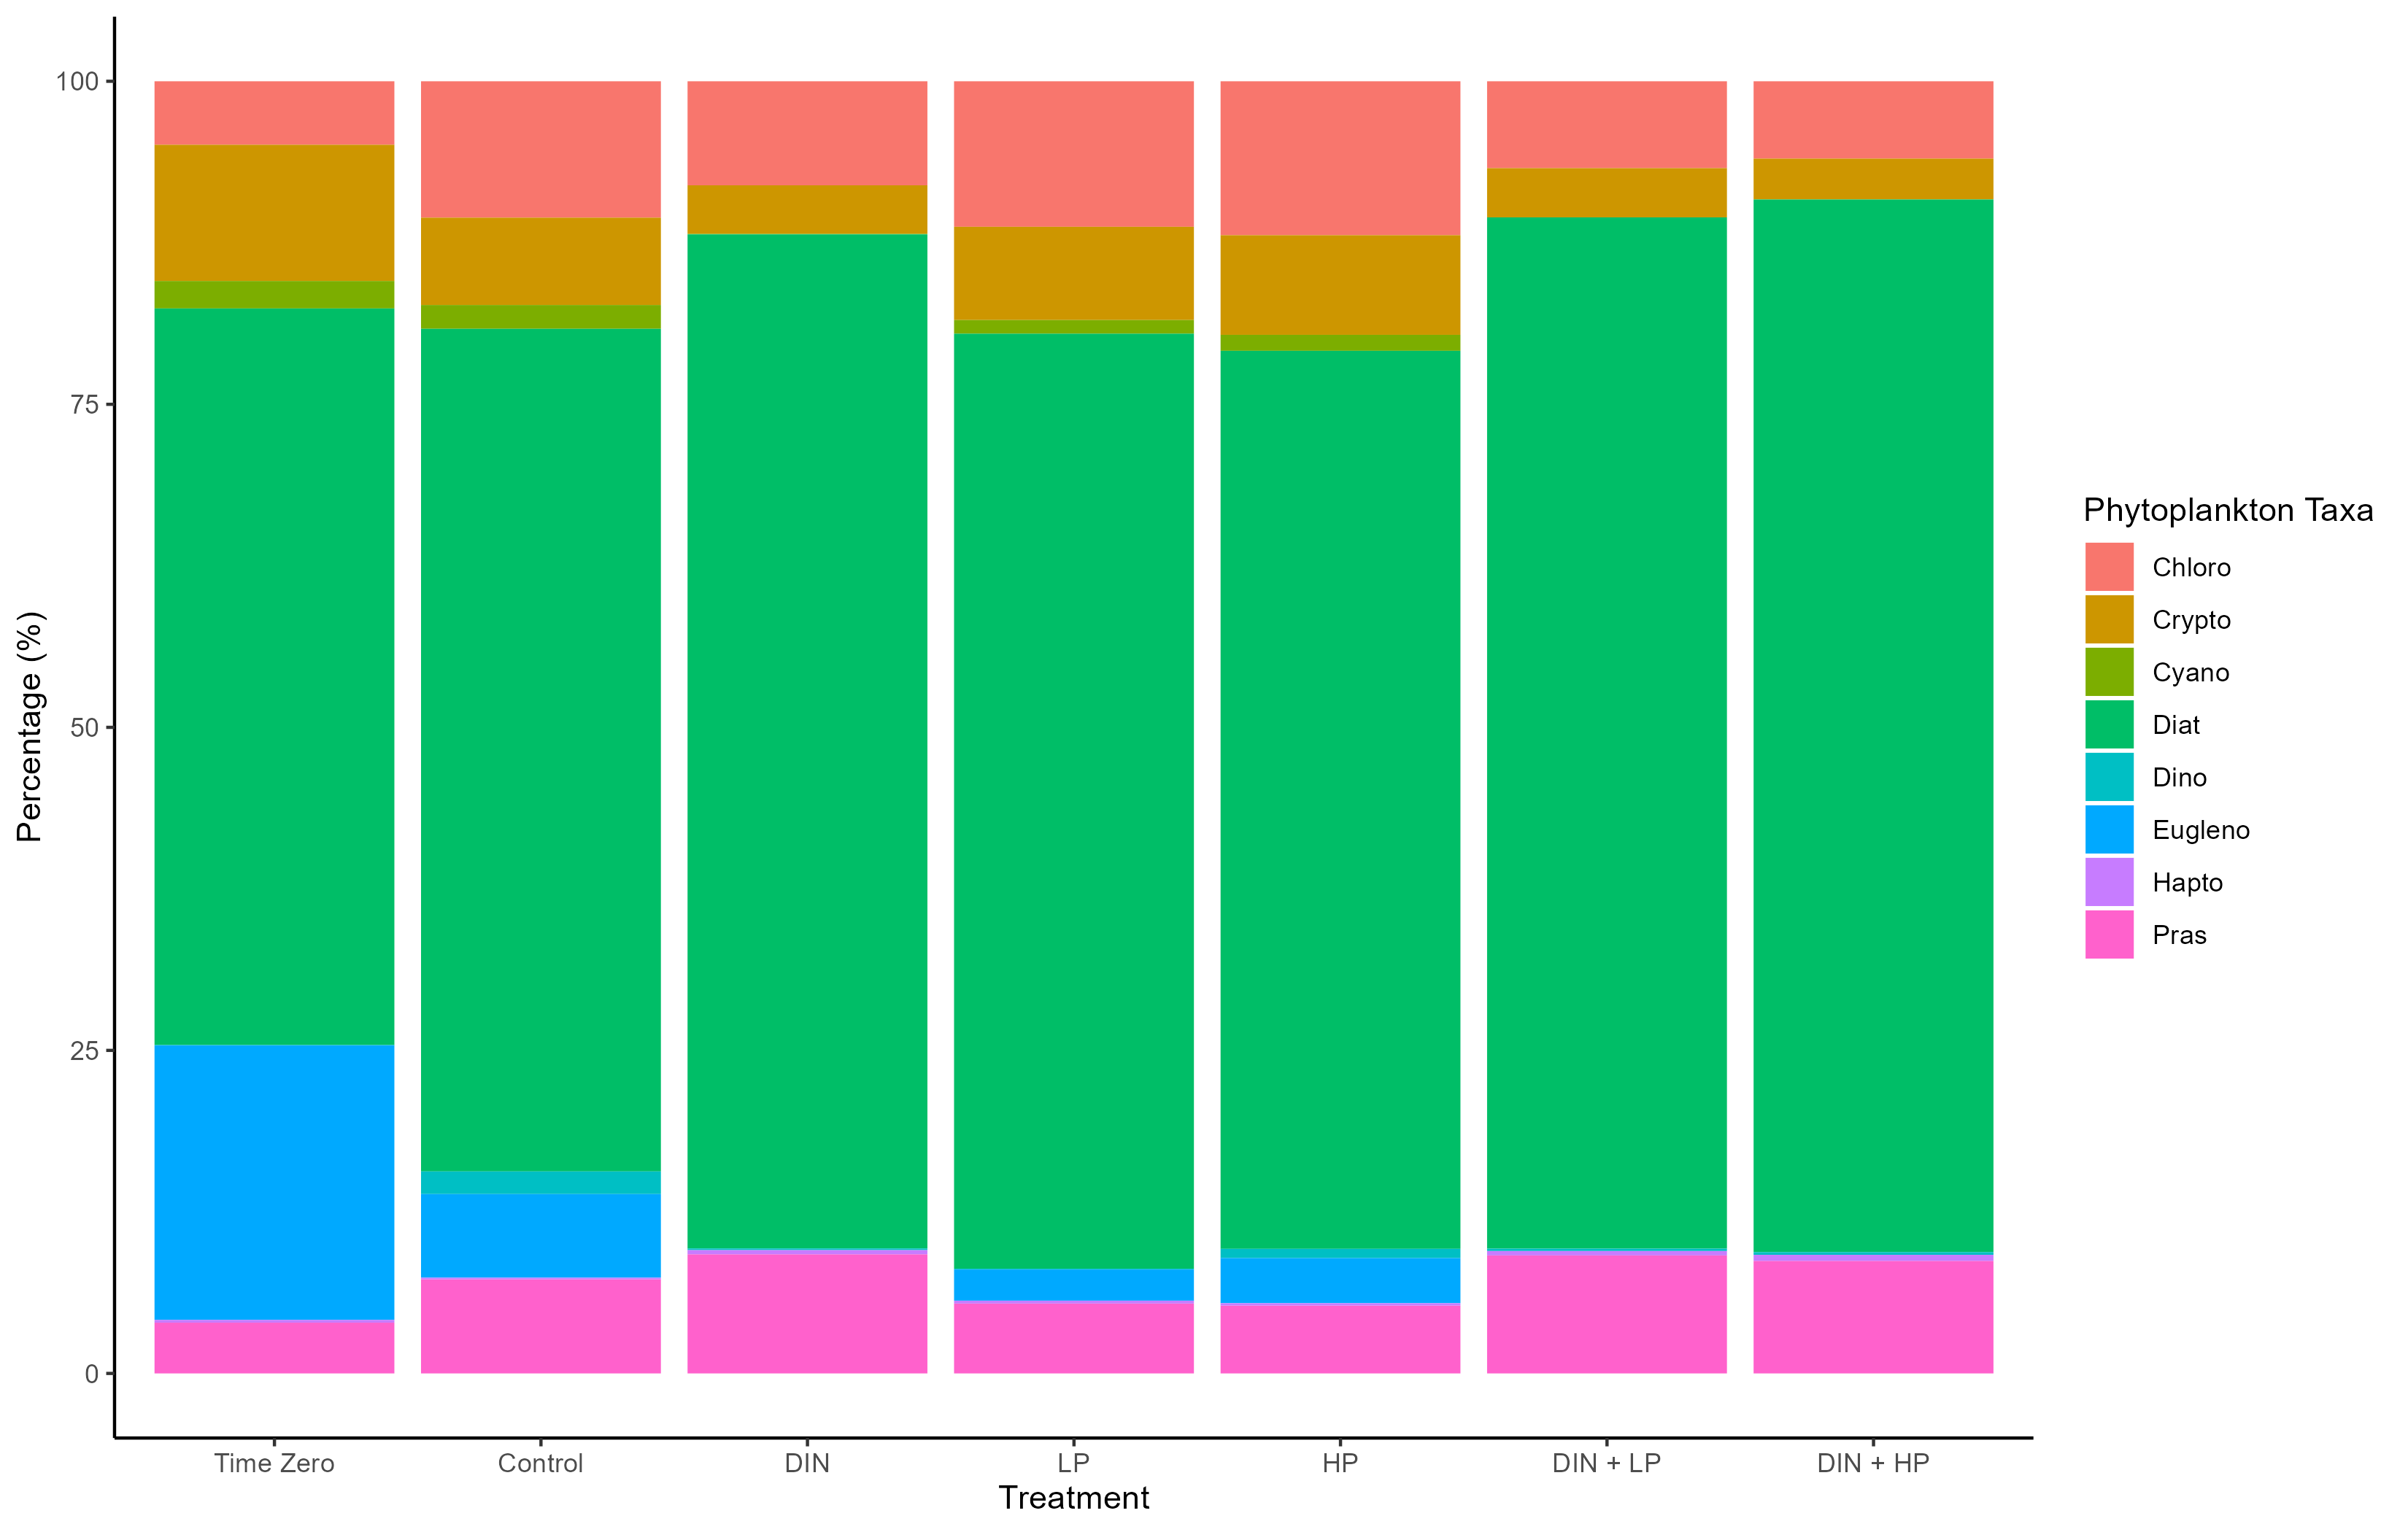 100
75
50
25
0
Percentage (%)
Time Zero
Control
DIN
LP
HP
DIN + LP
DIN + HP
Treatment
Phytoplankton Taxa
Chloro
Crypto
Cyano
Diat
Dino
Eugleno
Hapto
Pras